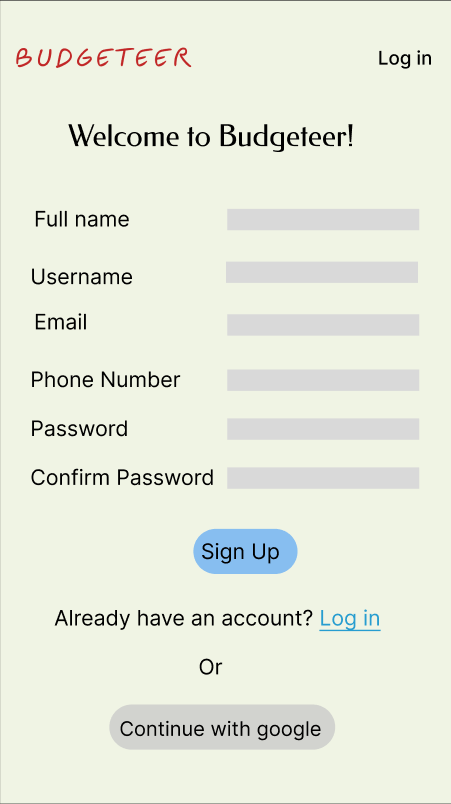 BUDGETEER
Log in
Welcome to Budgeteer!
Full name
Username
Email
Phone Number
Password
Confirm Password
Sign Up
Already have an account? Log in
Or
Continue with google